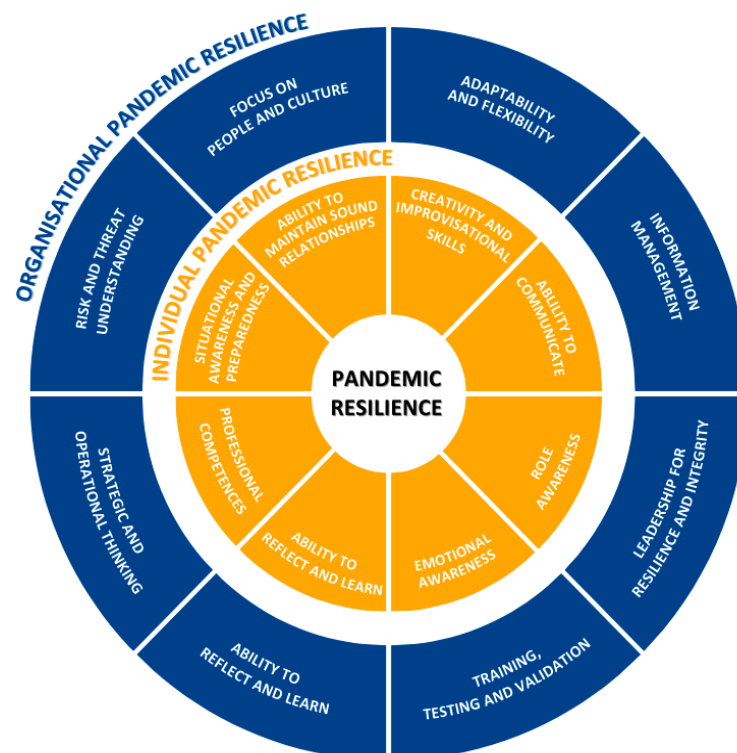 ORGANISATIONAL PANDEMIC RESILIENCE
FOCUS ON
PEOPLE AND CULTURE
ADAPTABILITY
AND FLEXIBILITY
INFORMATION
MANAGEMENT
LEADERSHIP FOR
RESILIENCE AND INTEGRITY
TRAINING,
TESTING AND VALIDATION
ABILITY TO
REFLECT AND LEARN
STRATEGIC AND
OPERATIONAL THINKING
RISK AND THREAT
UNDERSTANDING
INDIVIDUAL PANDEMIC RESILIENCE
ABILITY TO
MAINTAIN SOUND
RELATIONSHIPS
CREATIVITY AND
IMPROVISATIONAL
SKILLS
ABLILITY TO
COMMUNICATE
ROLE
AWARENESS
EMOTIONAL
AWARENESS
ABILITY TO
REFLECT AND LEARN
PROFESSIONAL
COMPETENCES
SITUATIONAL
AWARENESS AND
PREPAREDNESS
PANDEMIC
RESILIENCE